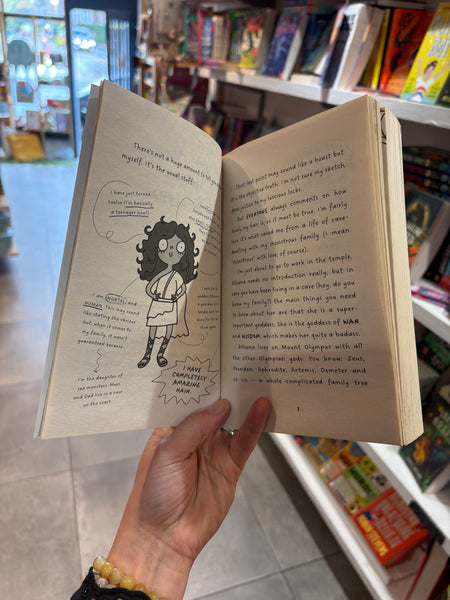 There's not a huge amount to tell you
myself. It's the usual stuff:
I have just turned
twelve (I'm basically
a teenager now).
I am MORTAL and
HUMAN. This may sound
like stating the obvious
but, when it comes to
my family, it wasn't
guaranteed because...
I'm the daughter of
sea monsters. Mum
and Dad live in a cave
on the coast.
I HAVE
COMPLETELY
AMAZING
HAIR.
That last point may sound like a boast but
it is the objective truth. I'm not sure my sketch
does justice to my luscious locks.
But EVERYONE always comments on how
lively my hair is, so it must be true. I'm fairly
sure it's what saved me from a life of cave-
dwelling with my monstrous family (I mean
'monstrous' with love, of course).
I'm just about to go to work in the temple.
Athena needs no introduction really, but in
case you have been living in a cave (hey, do you
know my family?) the main things you need
to know about her are that she is a super-
important goddess. She is the goddess of WAR
and WISDOM, which makes her quite a badass.
Athena lives on Mount Olympus with all
the other Olympian gods. You know: Zeus,
Poseidon, Aphrodite, Artemis, Demeter and
so on – a whole complicated family tree
3